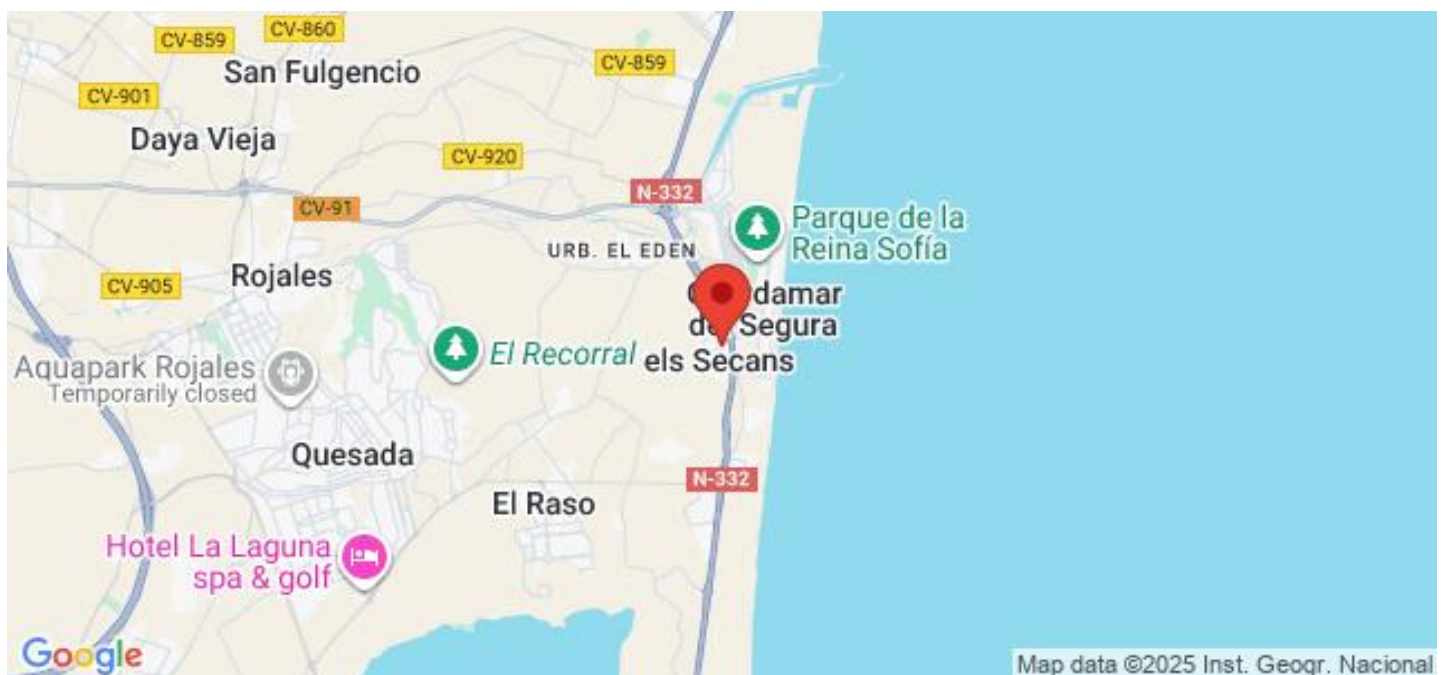 CV-859
CV-860
San Fulgencio
CV-859
CV-901
Daya Vieja
CV-920
N-332
CV-91
Parque de la
Reina Sofía
URB. EL EDEN
Rojales
CV-905
damar
de
Segura
El Recorral
els Secans
Aquapark Rojales
Temporarily closed
Quesada
N-332
El Raso
Hotel La Laguna
spa & golf
Google
Map data ©2025 Inst. Geogr. Nacional